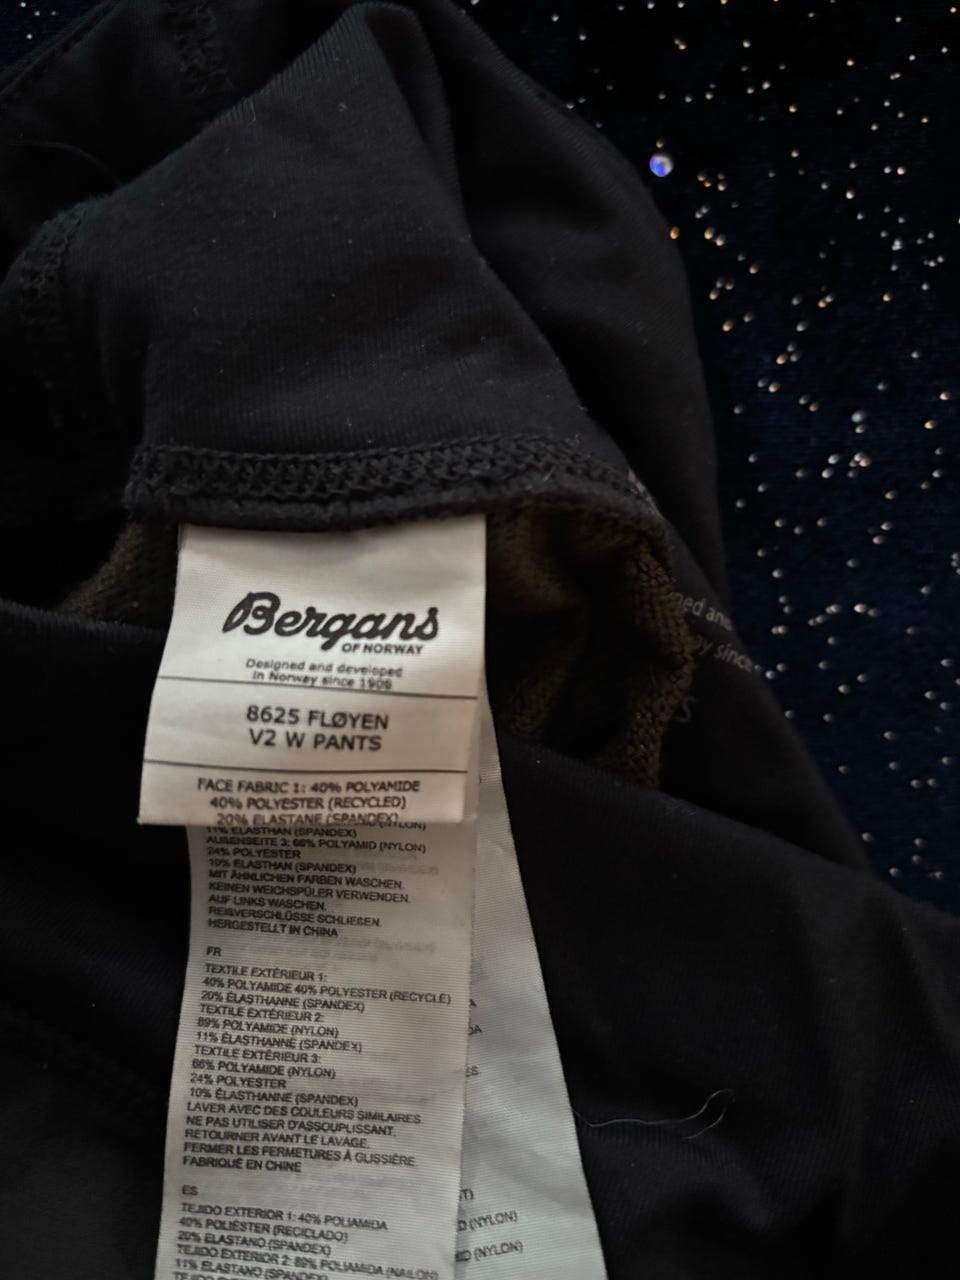 Bergans
OF NORWAY
Designed and developed
in Norway since 1908
8625 FLØYEN
V2 W PANTS
FACE FABRIC 1: 40% POLYAMIDE
40% POLYESTER (RECYCLED)
20% ELASTANE (SPANDEX)
11% ELASTHAN (SPANDEX)
AUßENSEITE 3: 66% POLYAMID (NYLON)
24% POLYESTER
10% ELASTHAN (SPANDEX)
MIT ÄHNLICHEN FARBEN WASCHEN.
KEINEN WEICHSPÜLER VERWENDEN.
AUF LINKS WASCHEN.
REIßVERSCHLÜSSE SCHLIEßEN.
HERGESTELLT IN CHINA
FR
TEXTILE EXTÉRIEUR 1:
40% POLYAMIDE 40% POLYESTER (RECYCLÉ)
20% ÉLASTHANNE (SPANDEX)
TEXTILE EXTÉRIEUR 2:
89% POLYAMIDE (NYLON)
11% ÉLASTHANNE (SPANDEX)
TEXTILE EXTÉRIEUR 3:
66% POLYAMIDE (NYLON)
24% POLYESTER
10% ÉLASTHANNE (SPANDEX)
LAVER AVEC DES COULEURS SIMILAIRES.
NE PAS UTILISER D'ASSOUPLISSANT.
RETOURNER AVANT LE LAVAGE.
FERMER LES FERMETURES À GLISSIÈRE.
FABRIQUÉ EN CHINE
ES
TEJIDO EXTERIOR 1: 40% POLIAMIDA
40% POLIÉSTER (RECICLADO)
20% ELASTANO (SPANDEX)
TEJIDO EXTERIOR 2: 89% POLIAMIDA (NAILON)
11% ELASTANO (SPANDEX)
(NYLON)
(NYLON)
since